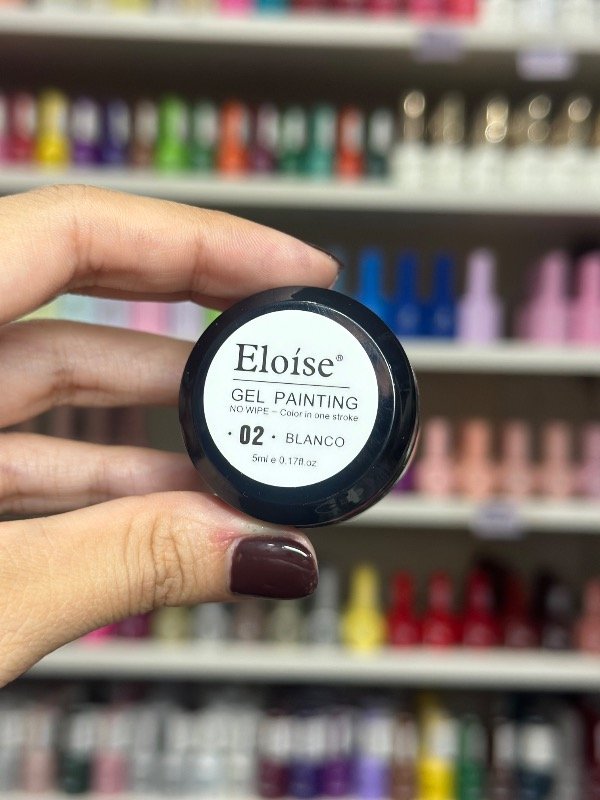 Eloíse®
GEL PAINTING
NO WIPE – Color in one stroke
· 02 · BLANCO
5ml e 0.17fl.oz